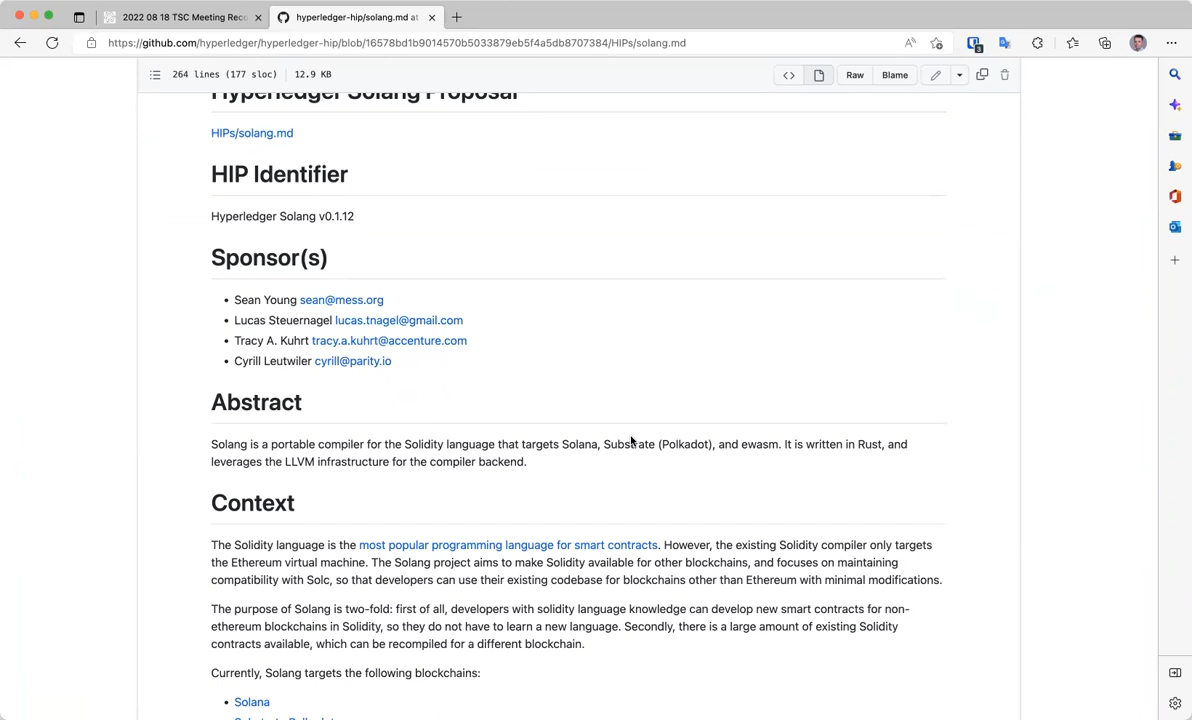 2022 08 18 TSC Meeting Reco
hyperledger-hip/solang.md at
https://github.com/hyperledger/hyperledger-hip/blob/16578bd1b9014570b5033879eb5f4a5db8707384/HIPs/solang.md
264 lines (177 sloc) 12.9 KB
Raw Blame
Hyperledger Solang Proposal
HIPs/solang.md
HIP Identifier
Hyperledger Solang v0.1.12
Sponsor(s)
• Sean Young sean@mess.org
• Lucas Steuernagel lucas.tnagel@gmail.com
• Tracy A. Kuhrt tracy.a.kuhrt@accenture.com
• Cyrill Leutwiler cyrill@parity.io
Abstract
Solang is a portable compiler for the Solidity language that targets Solana, Substrate (Polkadot), and ewasm. It is written in Rust, and
leverages the LLVM infrastructure for the compiler backend.
Context
The Solidity language is the most popular programming language for smart contracts. However, the existing Solidity compiler only targets
the Ethereum virtual machine. The Solang project aims to make Solidity available for other blockchains, and focuses on maintaining
compatibility with Solc, so that developers can use their existing codebase for blockchains other than Ethereum with minimal modifications.
The purpose of Solang is two-fold: first of all, developers with solidity language knowledge can develop new smart contracts for non-
ethereum blockchains in Solidity, so they do not have to learn a new language. Secondly, there is a large amount of existing Solidity
contracts available, which can be recompiled for a different blockchain.
Currently, Solang targets the following blockchains:
• Solana